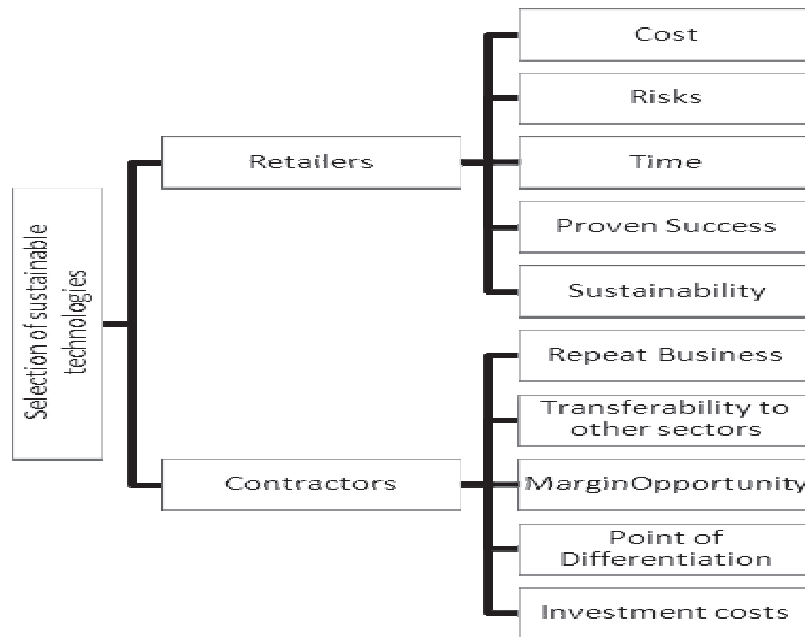 Selection of sustainable
technologies
Retailers
Cost
Risks
Time
Proven Success
Sustainability
Contractors
Repeat Business
Transferability to
other sectors
MarginOpportunity
Point of
Differentiation
Investment costs